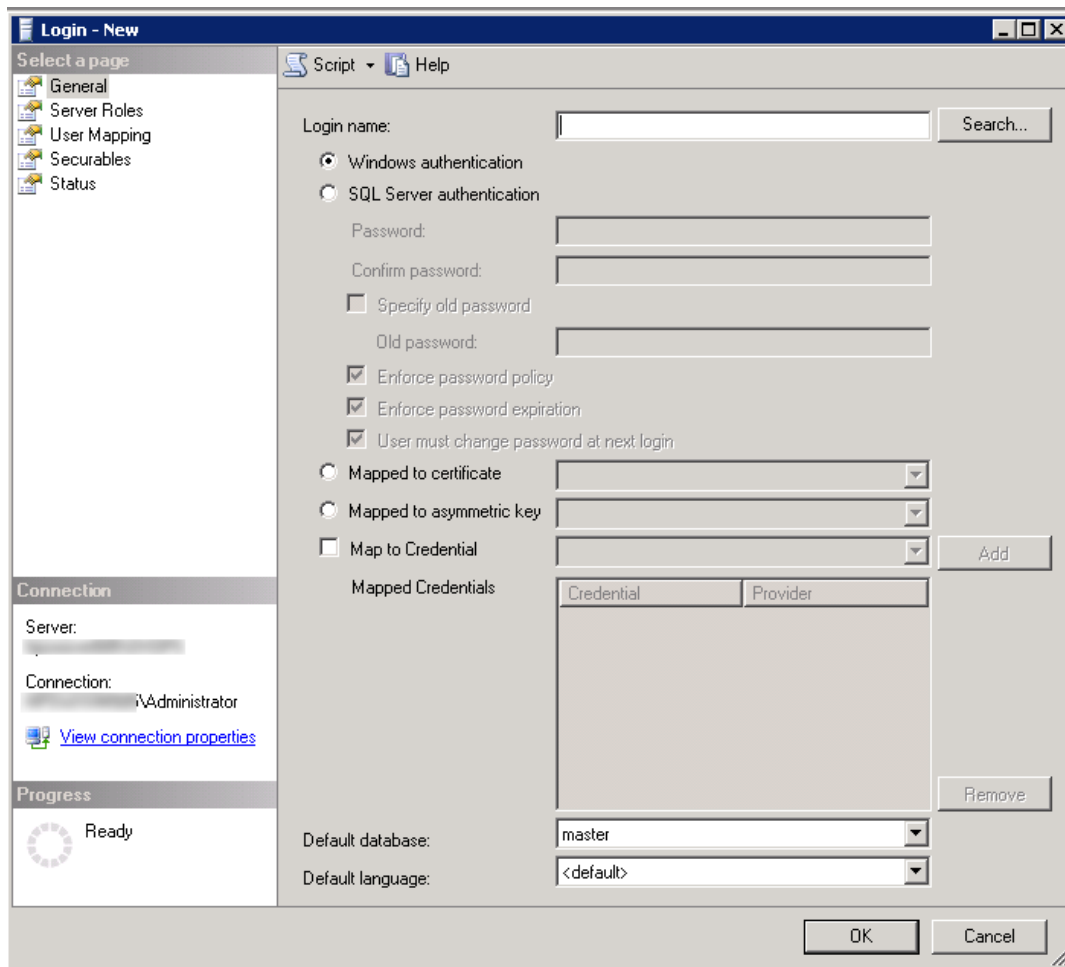 Login - New
Select a page
General
Server Roles
User Mapping
Securables
Status
Script Help
Login name:
Search...
Windows authentication
SQL Server authentication
Password:
Confirm password:
Specify old password
Old password:
Enforce password policy
Enforce password expiration
User must change password at next login
Mapped to certificate
Mapped to asymmetric key
Map to Credential
Add
Mapped Credentials
Credential Provider
Remove
Default database: master
Default language: <default>
Connection
Server:
Connection:
\Administrator
View connection properties
Progress
Ready
OK Cancel